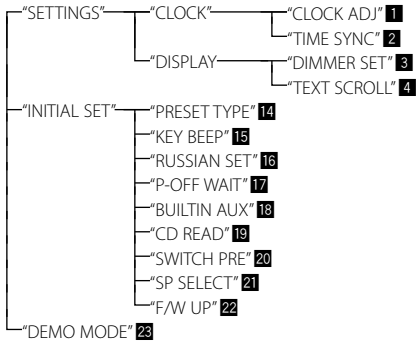 “SETTINGS” “CLOCK” “CLOCK ADJ” 1
“TIME SYNC” 2
“DISPLAY “DIMMER SET” 3
“TEXT SCROLL” 4
“INITIAL SET” “PRESET TYPE” 14
“KEY BEEP” 15
“RUSSIAN SET” 16
“P-OFF WAIT” 17
“BUILTIN AUX” 18
“CD READ” 19
“SWITCH PRE” 20
“SP SELECT” 21
“F/W UP” 22
“DEMO MODE” 23